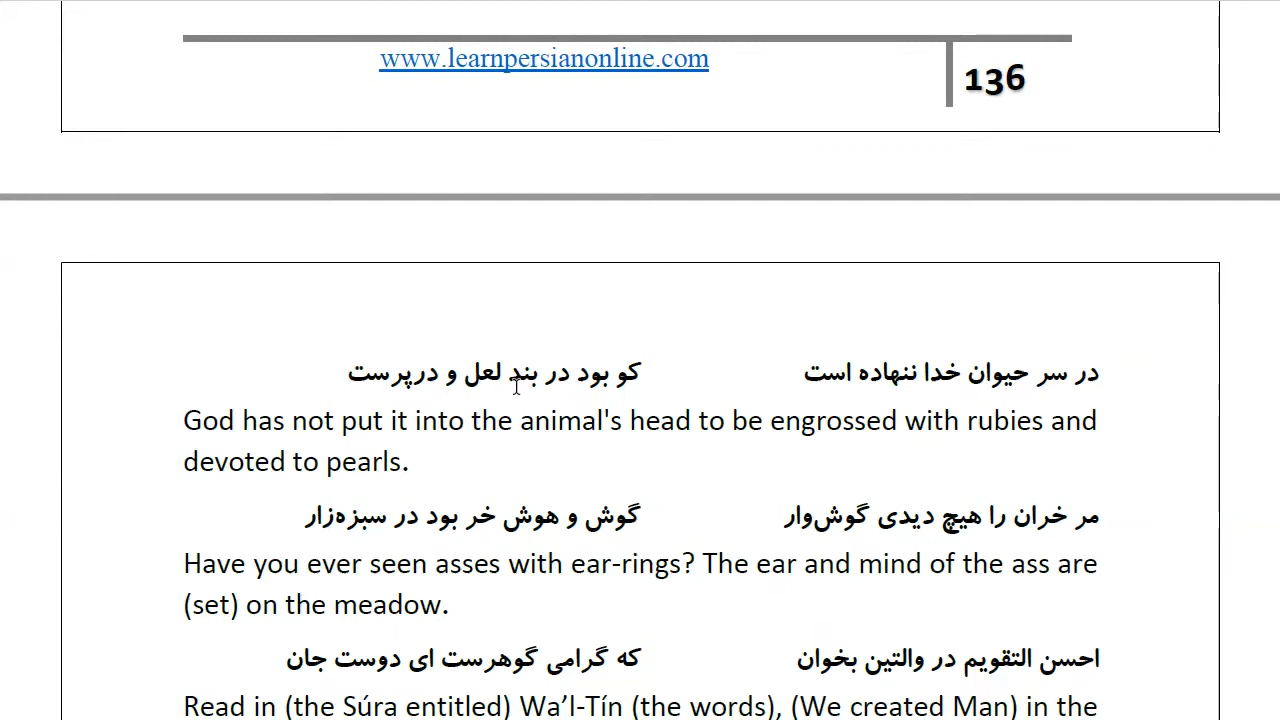 www.learnpersianonline.com
136
در سر حیوان خدا ننهاده است کو بود در بند لعل و درپرست
God has not put it into the animal's head to be engrossed with rubies and
devoted to pearls.
مر خران را هیچ دیدی گوش‌وار گوش و هوش خر بود در سبزه‌زار
Have you ever seen asses with ear-rings? The ear and mind of the ass are
(set) on the meadow.
احسن التقویم در والتین بخوان که گرامی گوهرست ای دوست جان
Read in (the Súra entitled) Wa’l-Tín (the words), (We created Man) in the